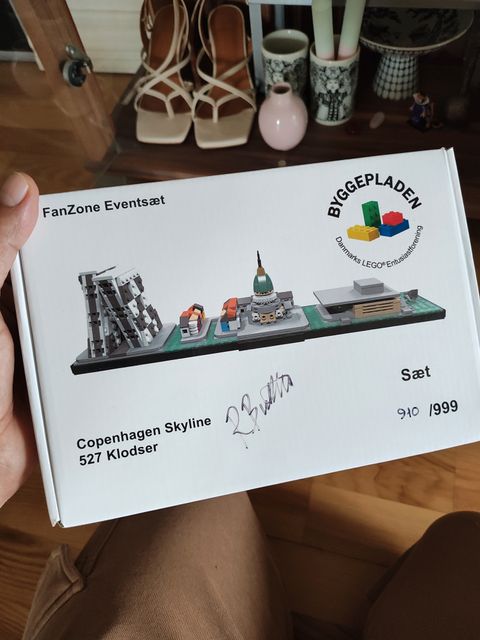 FanZone Eventsæt
BYGGEPLADEN
Danmarks LEGO® Entusiastforening
Copenhagen Skyline
527 Klodser
Sæt
910 /999